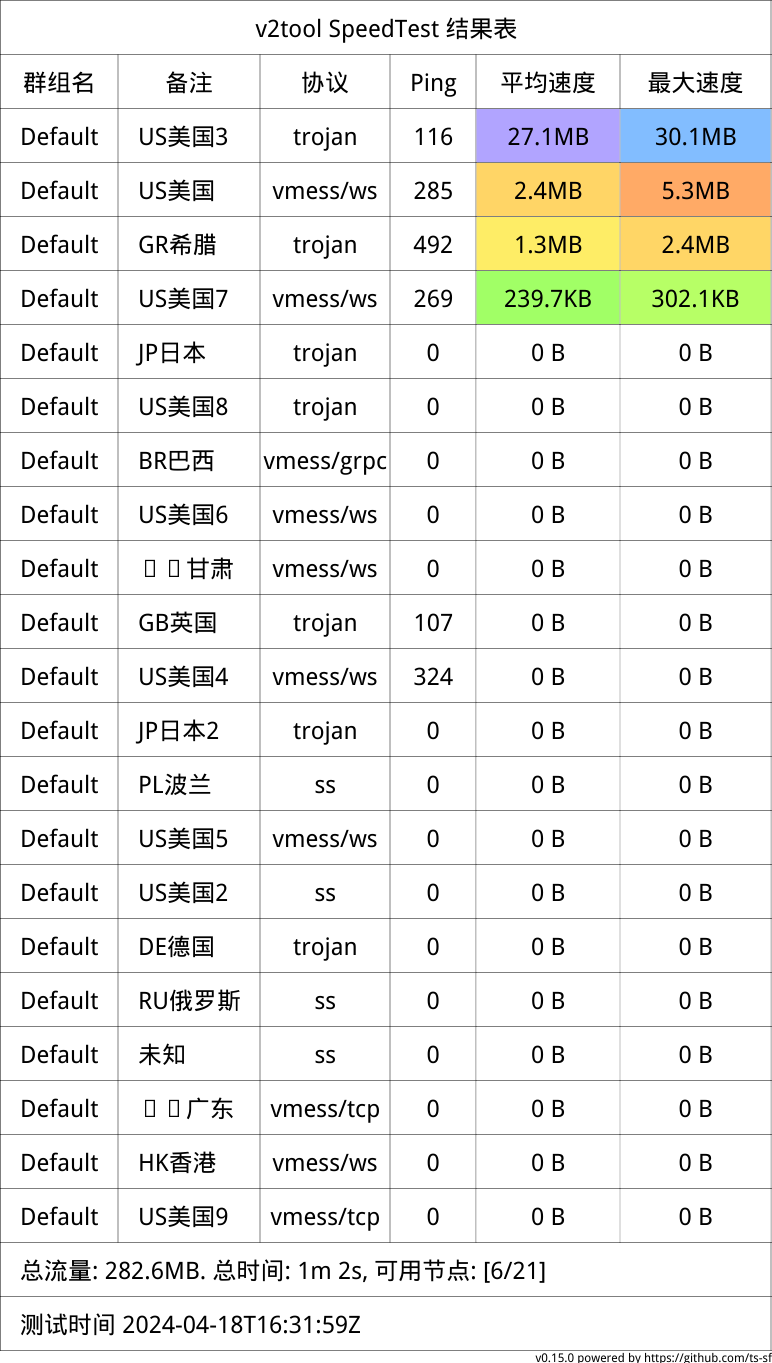 v2tool SpeedTest 结果表
群组名 备注 协议 Ping 平均速度 最大速度
Default US美国3 trojan 116 27.1MB 30.1MB
Default US美国 vmess/ws 285 2.4MB 5.3MB
Default GR希腊 trojan 492 1.3MB 2.4MB
Default US美国7 vmess/ws 269 239.7KB 302.1KB
Default JP日本 trojan 0 0 B 0 B
Default US美国8 trojan 0 0 B 0 B
Default BR巴西 vmess/grpc 0 0 B 0 B
Default US美国6 vmess/ws 0 0 B 0 B
Default 甘肃 vmess/ws 0 0 B 0 B
Default GB英国 trojan 107 0 B 0 B
Default US美国4 vmess/ws 324 0 B 0 B
Default JP日本2 trojan 0 0 B 0 B
Default PL波兰 ss 0 0 B 0 B
Default US美国5 vmess/ws 0 0 B 0 B
Default US美国2 ss 0 0 B 0 B
Default DE德国 trojan 0 0 B 0 B
Default RU俄罗斯 ss 0 0 B 0 B
Default 未知 ss 0 0 B 0 B
Default 广东 vmess/tcp 0 0 B 0 B
Default HK香港 vmess/ws 0 0 B 0 B
Default US美国9 vmess/tcp 0 0 B 0 B
总流量: 282.6MB. 总时间: 1m 2s, 可用节点: [6/21]
测试时间 2024-04-18T16:31:59Z
v0.15.0 powered by https://github.com/ts-sf